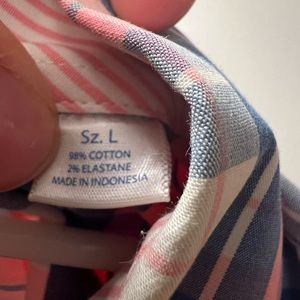 Sz. L
98% COTTON
2% ELASTANE
MADE IN INDONESIA